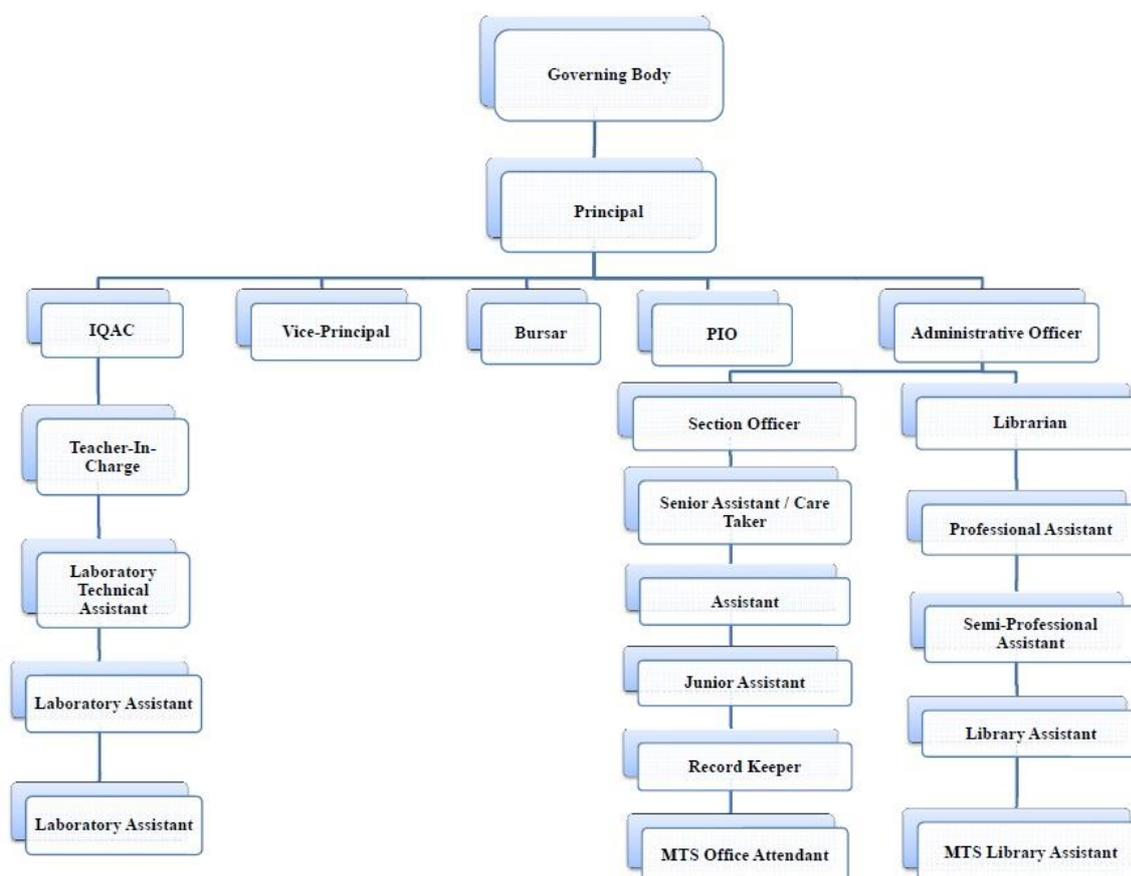 Governing Body
Principal
IQAC
Vice-Principal
Bursar
PIO
Administrative Officer
Teacher-In-
Charge
Laboratory
Technical
Assistant
Laboratory Assistant
Laboratory Assistant
Section Officer
Senior Assistant / Care
Taker
Assistant
Junior Assistant
Record Keeper
MTS Office Attendant
Librarian
Professional Assistant
Semi-Professional
Assistant
Library Assistant
MTS Library Assistant